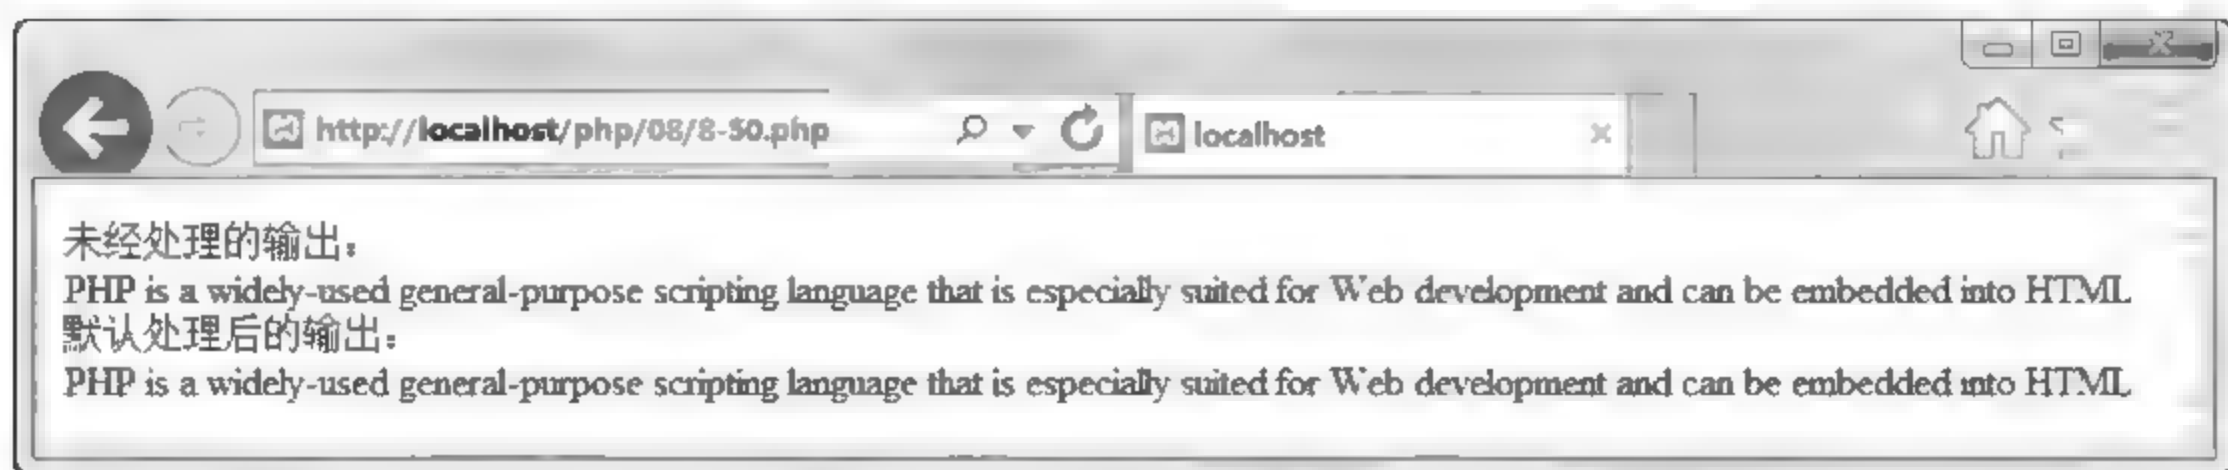 http://localhost/php/08/8-50.php
localhost
未经处理的输出：
PHP is a widely-used general-purpose scripting language that is especially suited for Web development and can be embedded into HTML
默认处理后的输出：
PHP is a widely-used general-purpose scripting language that is especially suited for Web development and can be embedded into HTML